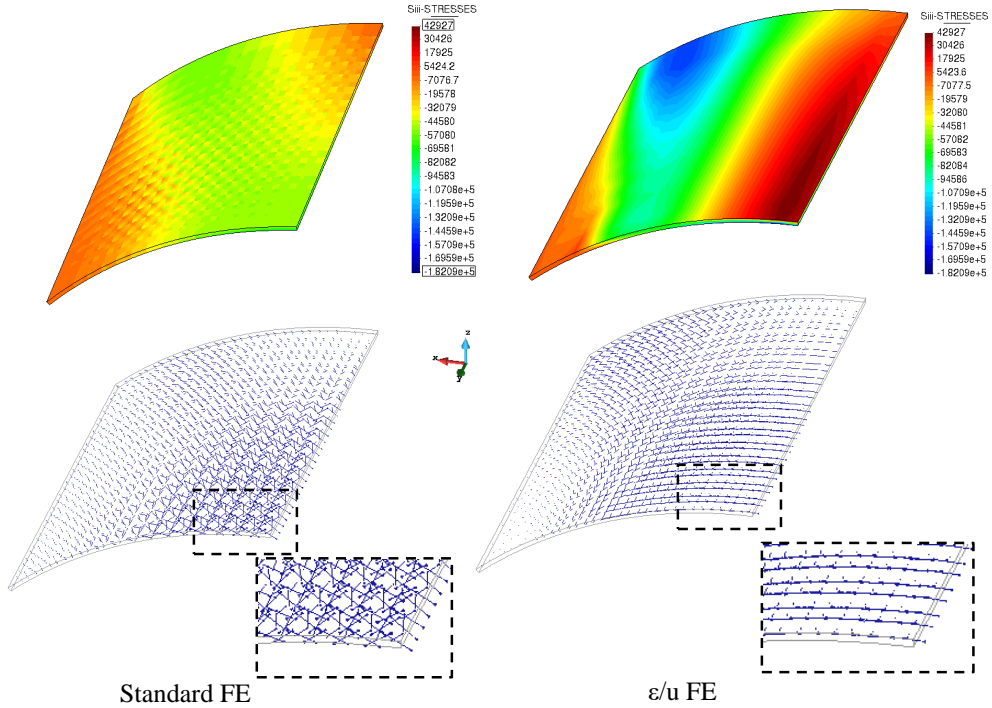 Siii-STRESSES
42927
30426
17925
5424.2
-7076.7
-19578
-32079
-44580
-57080
-69581
-82082
-94583
-1.0708e+5
-1.1959e+5
-1.3209e+5
-1.4459e+5
-1.5709e+5
-1.6959e+5
-1.8209e+5
Siii-STRESSES
42927
30426
17925
5423.6
-7077.5
-19579
-32080
-44581
-57082
-69583
-82084
-94586
-1.0709e+5
-1.1959e+5
-1.3209e+5
-1.4459e+5
-1.5709e+5
-1.6959e+5
-1.8209e+5
z
x
y
Standard FE
ε/u FE